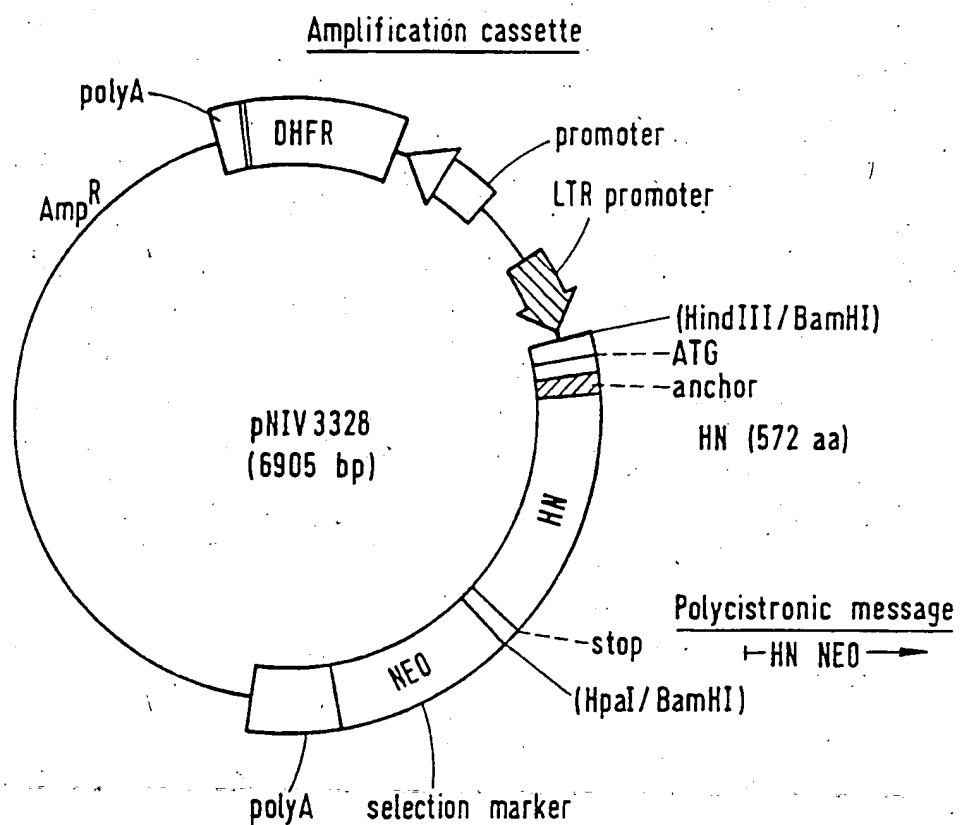 Amplification cassette
polyA
DHFR
promoter
Amp^R
LTR promoter
(HindIII/BamHI)
ATG
anchor
pNIV 3328
(6905 bp)
HN (572 aa)
HN
Polycistronic message
HN NEO
stop
NEO
(HpaI/BamHI)
polyA
selection marker